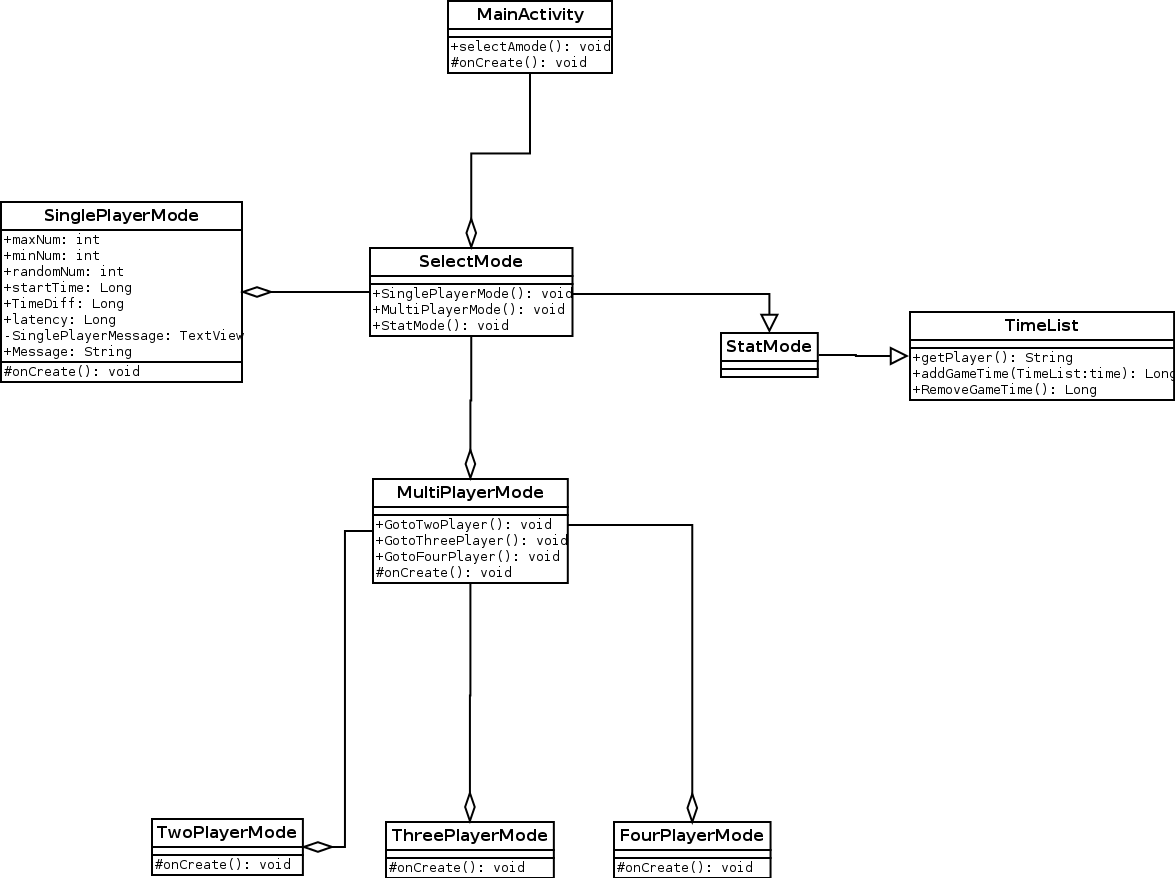 MainActivity
+selectAmode(): void
#onCreate(): void
SinglePlayerMode
+maxNum: int
+minNum: int
+randomNum: int
+startTime: Long
+TimeDiff: Long
+latency: Long
-SinglePlayerMessage: TextView
+Message: String
#onCreate(): void
SelectMode
+SinglePlayerMode(): void
+MultiPlayerMode(): void
+StatMode(): void
StatMode
TimeList
+getPlayer(): String
+addGameTime(TimeList:time): Long
+RemoveGameTime(): Long
MultiPlayerMode
+GotoTwoPlayer(): void
+GotoThreePlayer(): void
+GotoFourPlayer(): void
#onCreate(): void
TwoPlayerMode
#onCreate(): void
ThreePlayerMode
#onCreate(): void
FourPlayerMode
#onCreate(): void